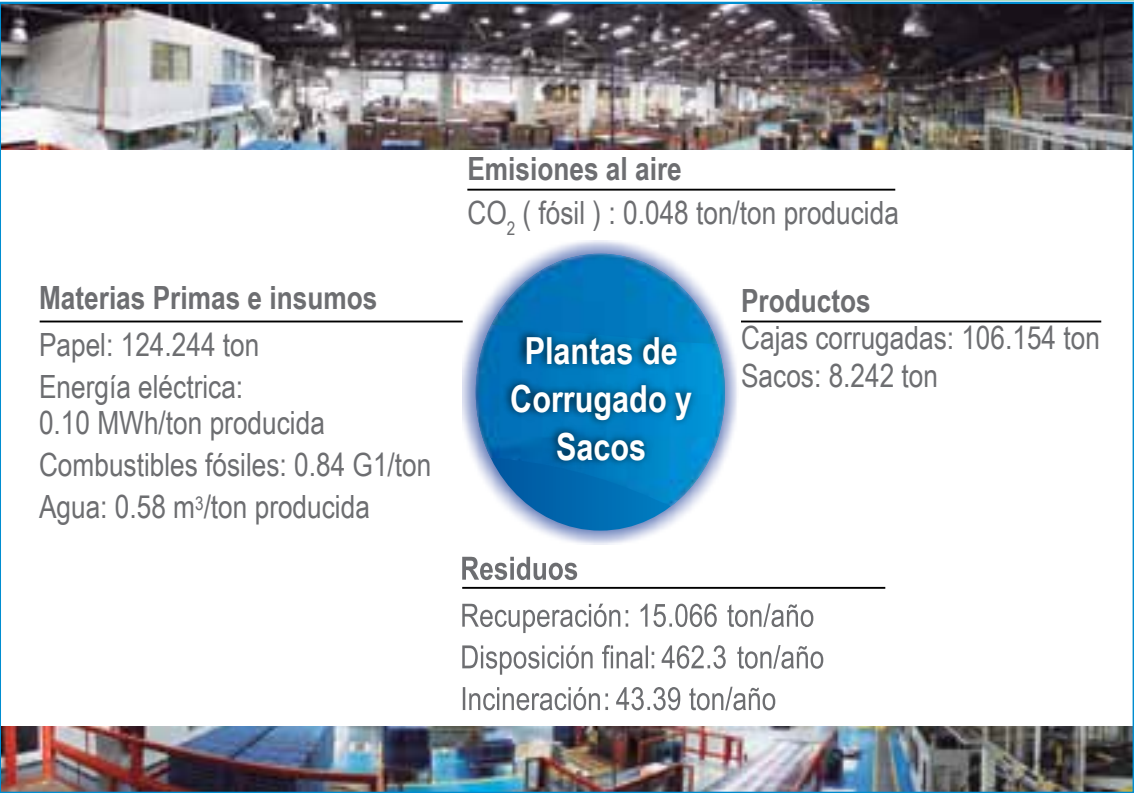 Emisiones al aire
CO₂ ( fósil ) : 0.048 ton/ton producida
Materias Primas e insumos
Papel: 124.244 ton
Energía eléctrica:
0.10 MWh/ton producida
Combustibles fósiles: 0.84 G1/ton
Agua: 0.58 m³/ton producida
Plantas de
Corrugado y
Sacos
Productos
Cajas corrugadas: 106.154 ton
Sacos: 8.242 ton
Residuos
Recuperación: 15.066 ton/año
Disposición final: 462.3 ton/año
Incineración: 43.39 ton/año